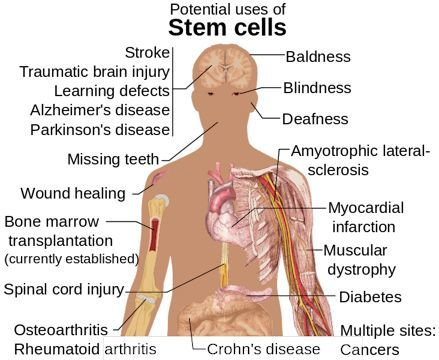 Potential uses of
Stem cells
Stroke
Traumatic brain injury
Learning defects
Alzheimer's disease
Parkinson's disease
Missing teeth
Wound healing
Bone marrow
transplantation
(currently established)
Spinal cord injury
Osteoarthritis
Rheumatoid arthritis
Baldness
Blindness
Deafness
Amyotrophic lateral-
sclerosis
Myocardial
infarction
Muscular
dystrophy
Diabetes
Crohn's disease
Multiple sites:
Cancers